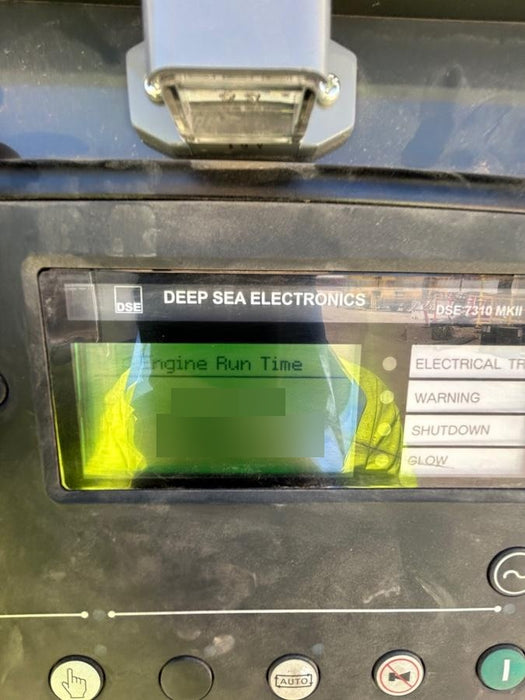 DSE
DEEP SEA ELECTRONICS
DSE 7310 MKII
Engine Run Time
ELECTRICAL TR
WARNING
SHUTDOWN
GLOW
AUTO